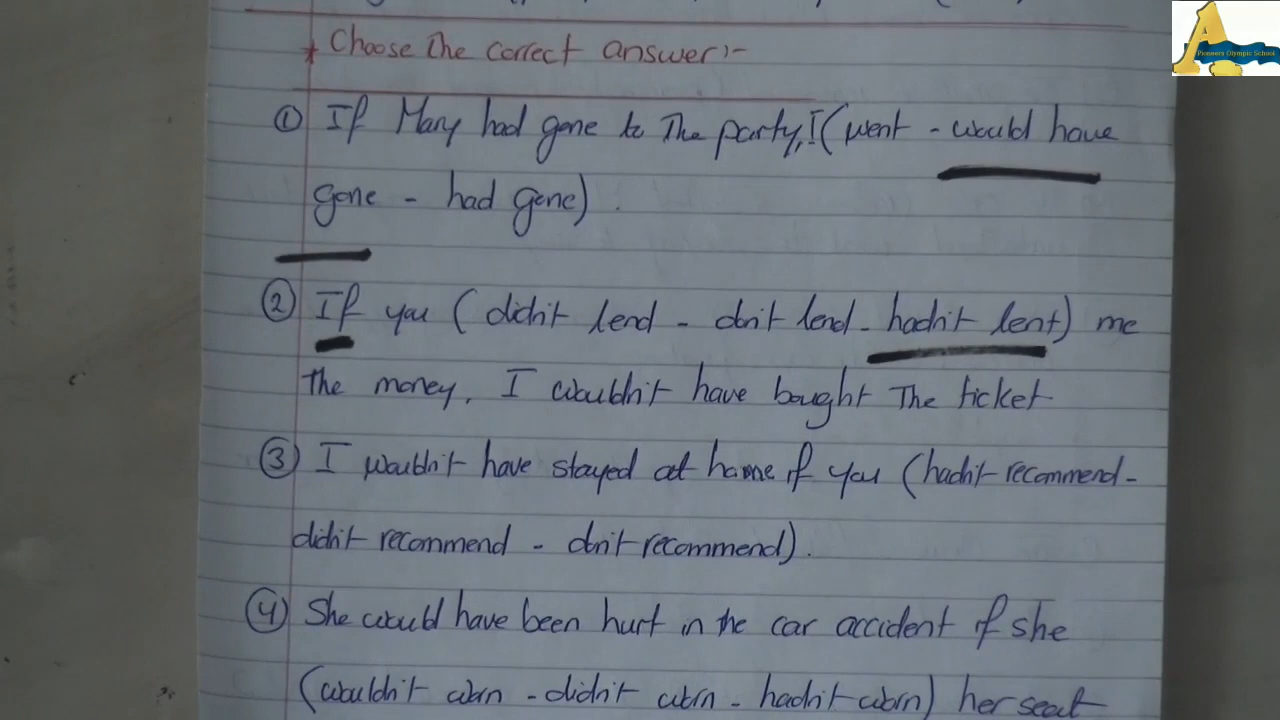 Pioneers Olympic School
* Choose The correct answer:-
① If Mary had gone to The party, I (went - would have
gone - had gone).
② If you (didn't lend - don't lend - hadn't lent) me
the money, I wouldn't have bought The ticket
③ I wouldn't have stayed at home if you (hadn't recommend -
didn't recommend - don't recommend).
④ She would have been hurt in the car accident if she
(wouldn't worn - didn't worn - hadn't worn) her seat